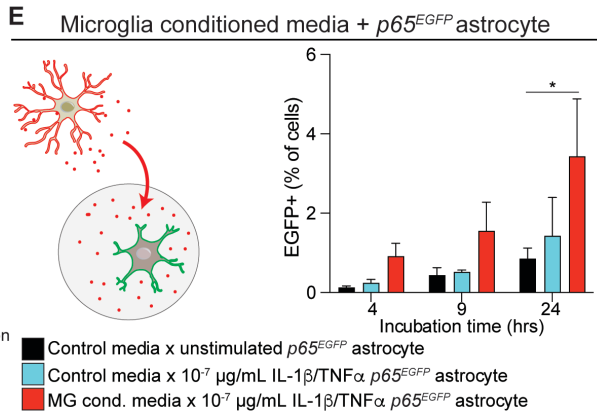 E
Microglia conditioned media + p65EGFP astrocyte
EGFP+ (% of cells)
6
4
2
0
*
4 9 24
Incubation time (hrs)
on
Control media x unstimulated p65EGFP astrocyte
Control media x 10-7 µg/mL IL-1β/TNFα p65EGFP astrocyte
MG cond. media x 10-7 µg/mL IL-1β/TNFα p65EGFP astrocyte